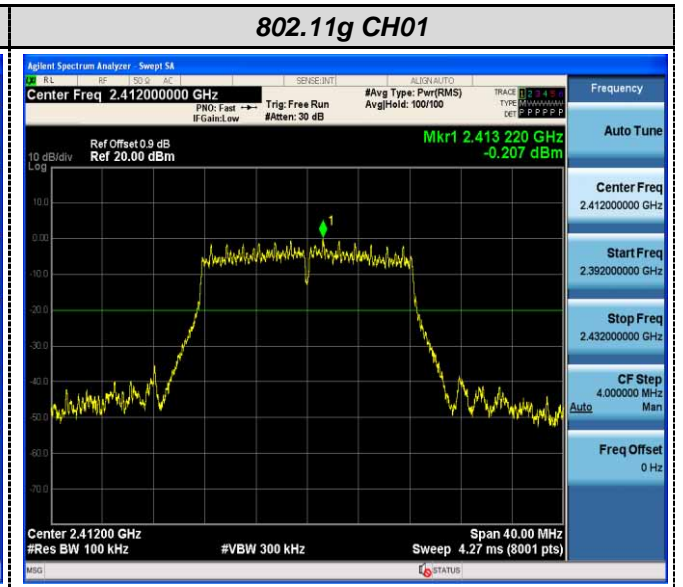 802.11g CH01
Agilent Spectrum Analyzer - Swept SA
RL RF 50 Ω AC SENSE:INT ALIGN AUTO
Center Freq 2.412000000 GHz
PNO: Fast
IFGain:Low
Trig: Free Run
#Atten: 30 dB
#Avg Type: Pwr(RMS)
Avg|Hold: 100/100
TRACE 1 2 3 4 5 6
TYPE M
DET P P P P P P
Mkr1 2.413 220 GHz
-0.207 dBm
Ref Offset 0.9 dB
10 dB/div Ref 20.00 dBm
Log
10.0
0.00
-10.0
-20.0
-30.0
-40.0
-50.0
-60.0
-70.0
1
Center 2.41200 GHz Span 40.00 MHz
#Res BW 100 kHz #VBW 300 kHz Sweep 4.27 ms (8001 pts)
MSG STATUS
Frequency
Auto Tune
Center Freq
2.412000000 GHz
Start Freq
2.392000000 GHz
Stop Freq
2.432000000 GHz
CF Step
4.000000 MHz
Auto Man
Freq Offset
0 Hz